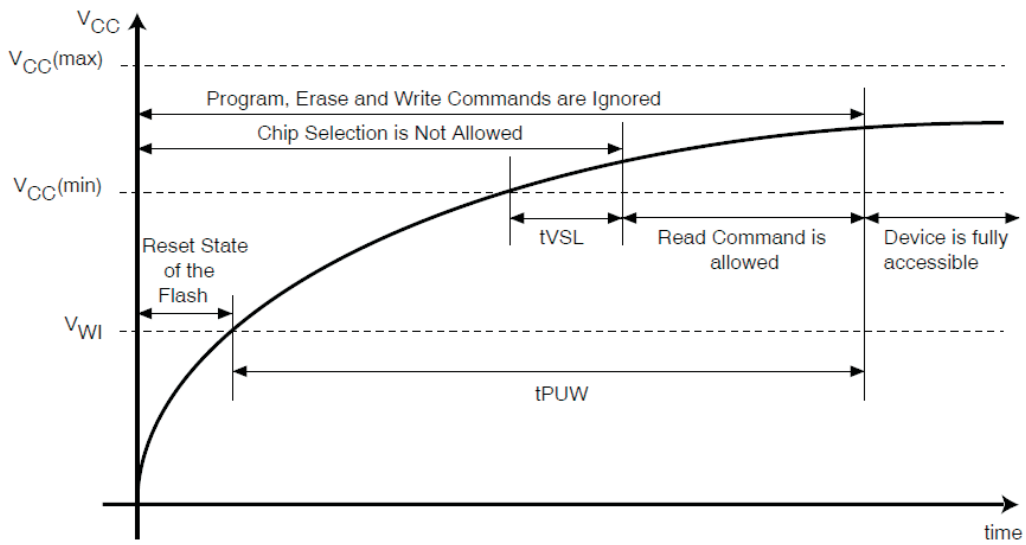 VCC
VCC(max)
Program, Erase and Write Commands are Ignored
Chip Selection is Not Allowed
VCC(min)
tVSL
Read Command is
allowed
Device is fully
accessible
Reset State
of the
Flash
VWI
tPUW
time